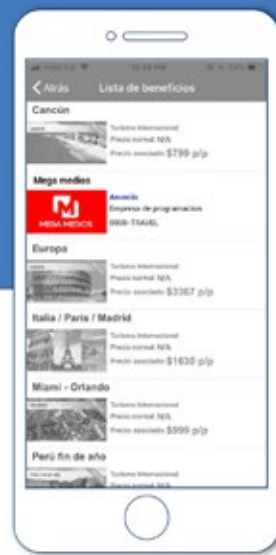 Atrás
Lista de beneficios
Cancún
Turismo Internacional
Precio normal N/A
Precio asociado $799 p/p
Mega medios
Anuncio
Empresa de programacion
0800-TRAVEL
MEGA MEDIOS
Europa
Turismo Internacional
Precio normal N/A
Precio asociado $3367 p/p
Italia / Paris / Madrid
Turismo Internacional
Precio normal N/A
Precio asociado $1630 p/p
Miami - Orlando
Turismo Internacional
Precio normal N/A
Precio asociado $999 p/p
Perú fin de año
Turismo Internacional
Precio normal N/A